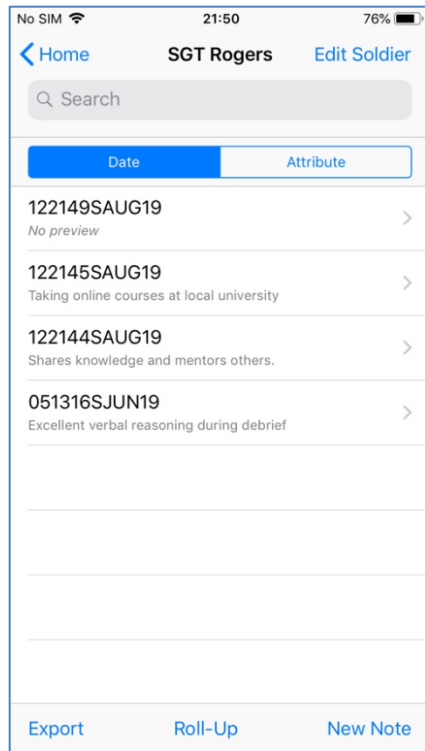 No SIM 21:50 76%
Home SGT Rogers Edit Soldier
Search
Date Attribute
122149SAUG19
No preview
122145SAUG19
Taking online courses at local university
122144SAUG19
Shares knowledge and mentors others.
051316SJUN19
Excellent verbal reasoning during debrief
Export Roll-Up New Note